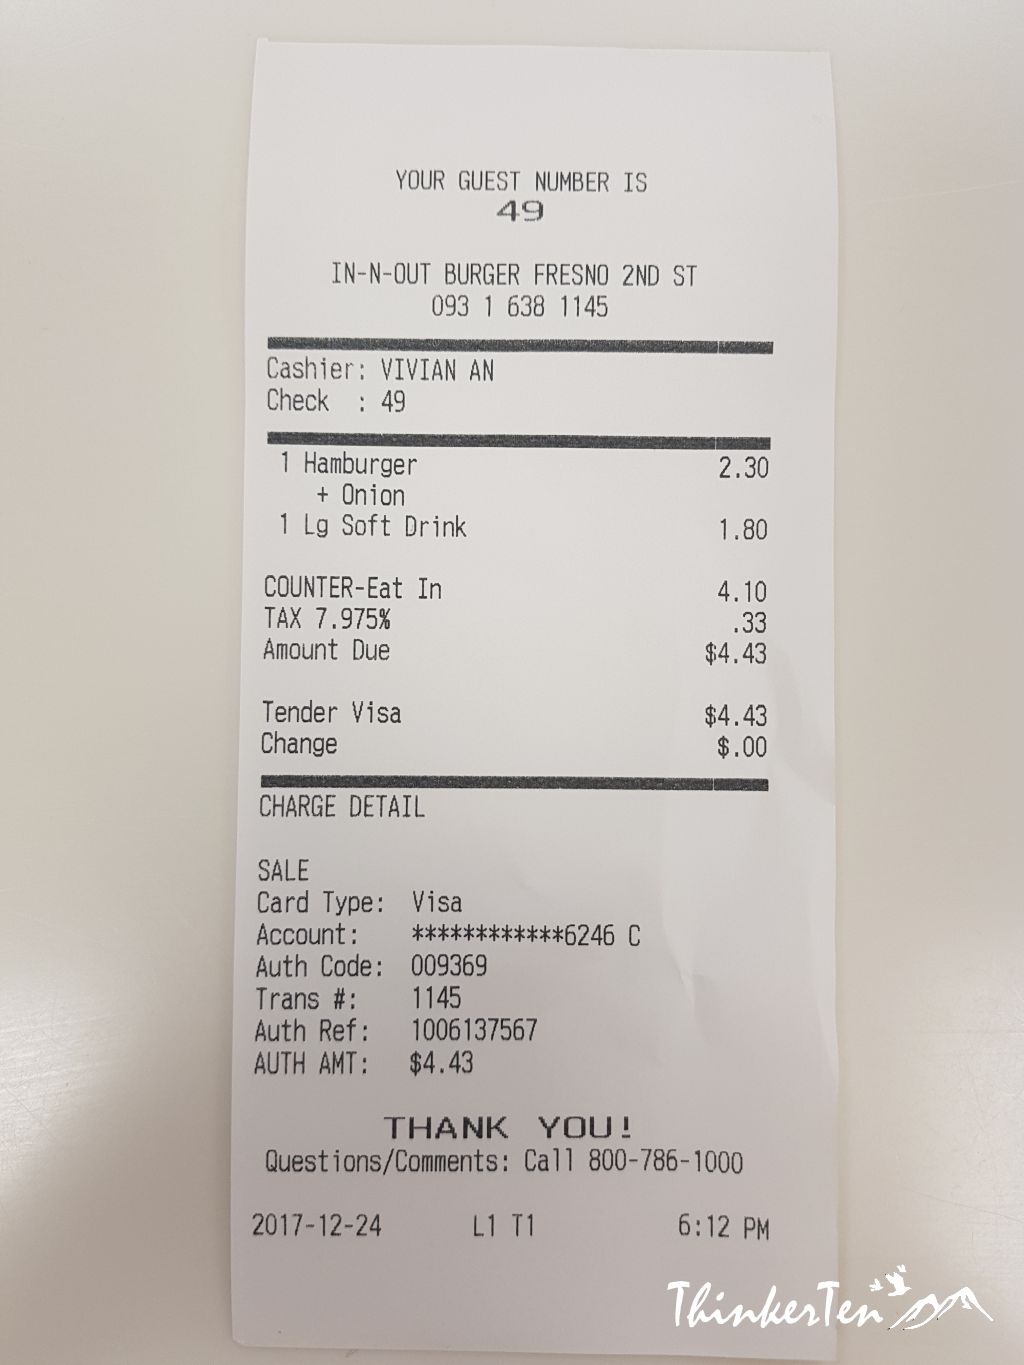 YOUR GUEST NUMBER IS
49
IN-N-OUT BURGER FRESNO 2ND ST
093 1 638 1145
Cashier: VIVIAN AN
Check : 49
1 Hamburger 2.30
+ Onion
1 Lg Soft Drink 1.80
COUNTER-Eat In 4.10
TAX 7.975% .33
Amount Due $4.43
Tender Visa $4.43
Change $.00
CHARGE DETAIL
SALE
Card Type: Visa
Account: ************6246 C
Auth Code: 009369
Trans #: 1145
Auth Ref: 1006137567
AUTH AMT: $4.43
THANK YOU!
Questions/Comments: Call 800-786-1000
2017-12-24 L1 T1 6:12 PM
ThinkerTen